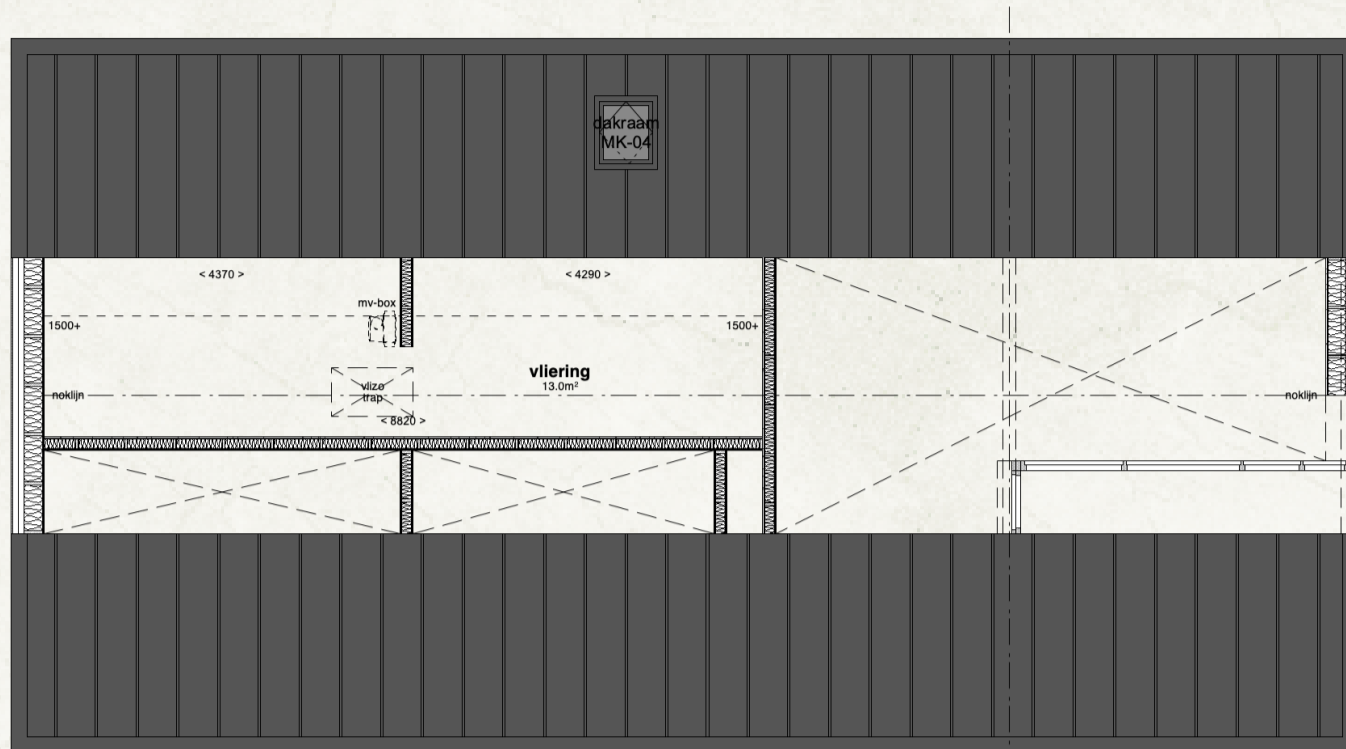 dakraam
MK-04
< 4370 >
< 4290 >
mv-box
1500+
1500+
vliering
13.0m²
noklijn
vlizo
trap
noklijn
< 8820 >